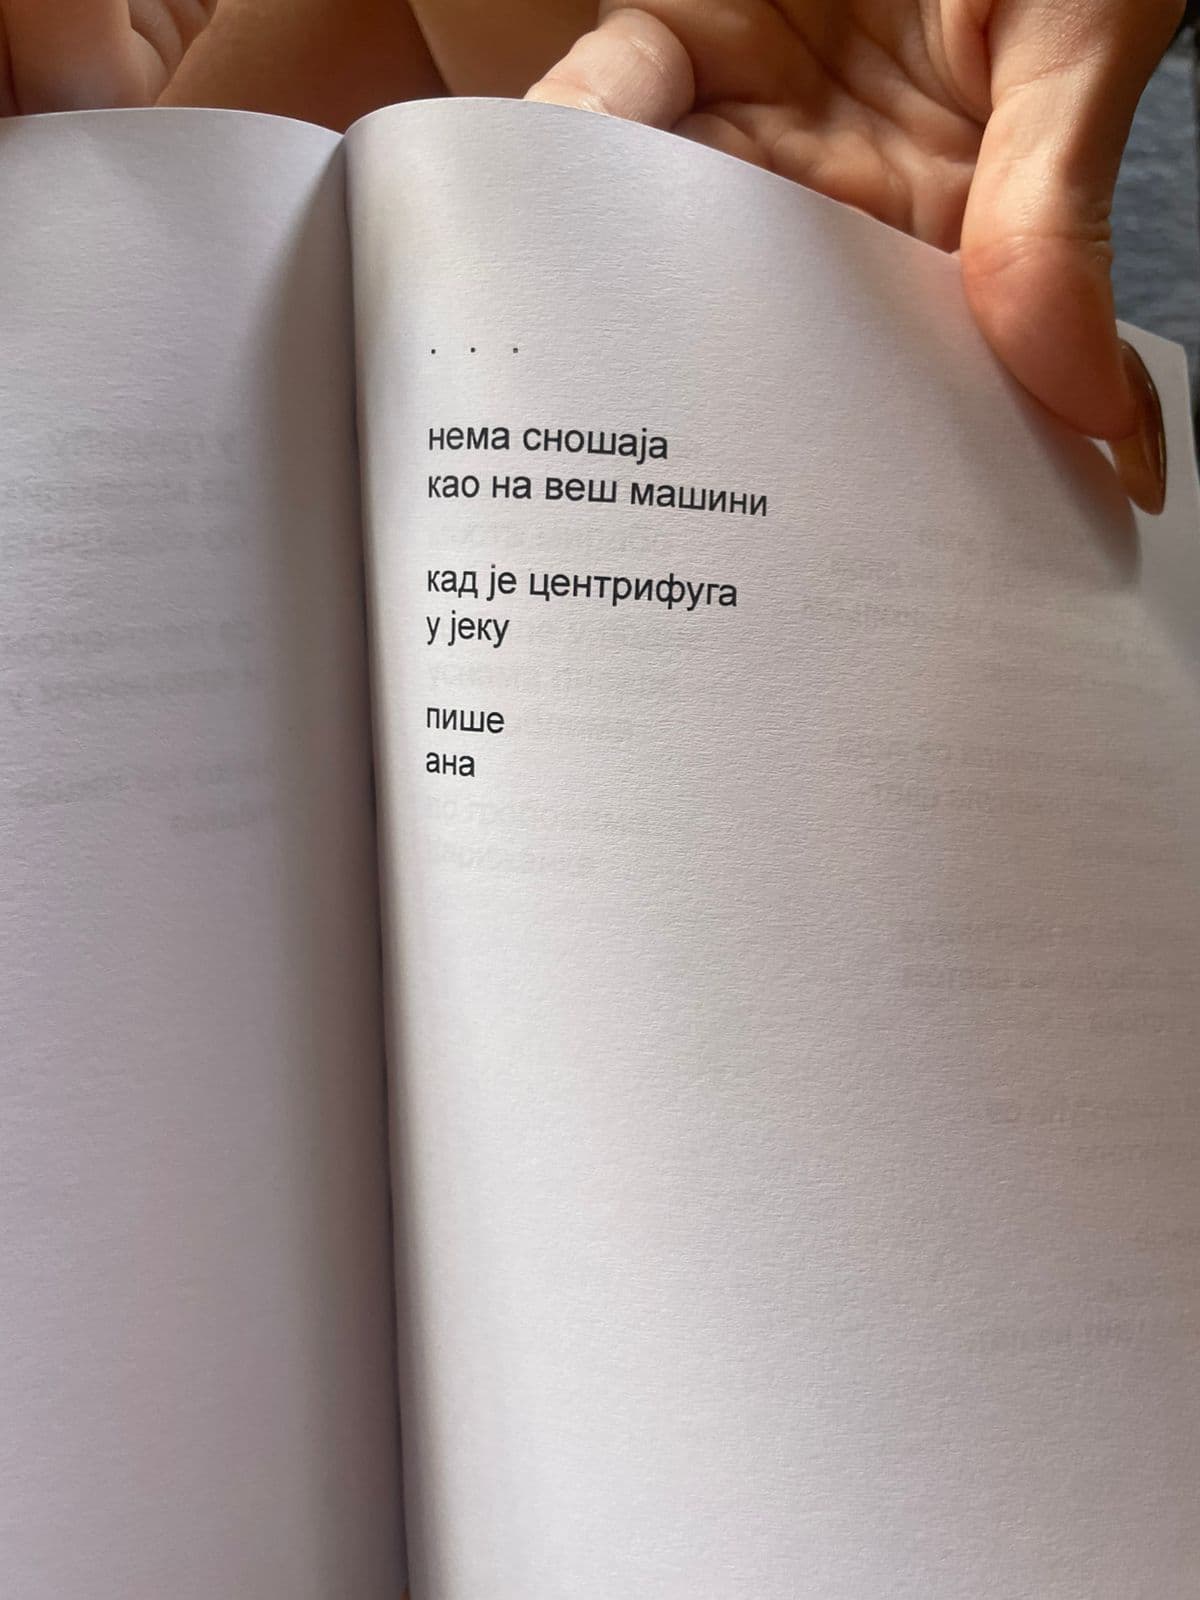 . . .
нема сношаја
као на веш машини
кад је центрифуга
у јеку
пише
ана